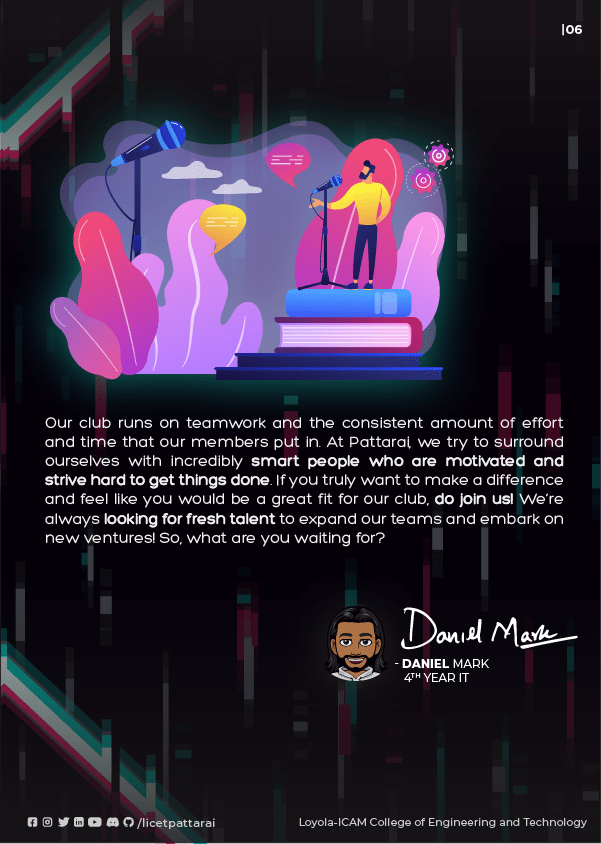 |06
Our club runs on teamwork and the consistent amount of effort
and time that our members put in. At Pattarai, we try to surround
ourselves with incredibly smart people who are motivated and
strive hard to get things done. If you truly want to make a difference
and feel like you would be a great fit for our club, do join us! We're
always looking for fresh talent to expand our teams and embark on
new ventures! So, what are you waiting for?
Daniel Mark
- DANIEL MARK
4TH YEAR IT
/licetpattarai
Loyola-ICAM College of Engineering and Technology